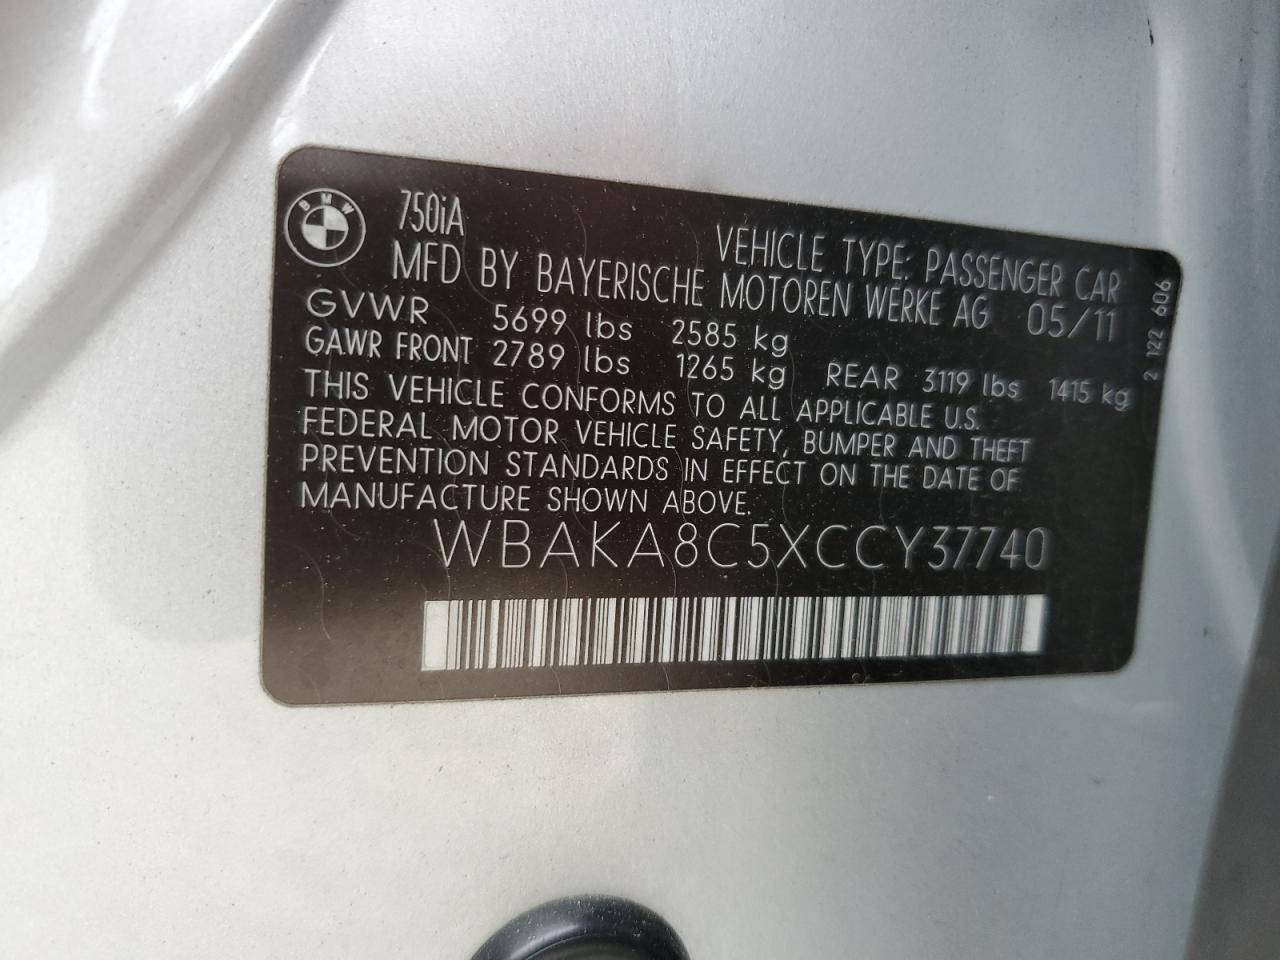 BMW
750iA
VEHICLE TYPE: PASSENGER CAR
MFD BY BAYERISCHE MOTOREN WERKE AG 05/11
GVWR 5699 lbs 2585 kg
GAWR FRONT 2789 lbs 1265 kg REAR 3119 lbs 1415 kg
THIS VEHICLE CONFORMS TO ALL APPLICABLE U.S.
FEDERAL MOTOR VEHICLE SAFETY, BUMPER AND THEFT
PREVENTION STANDARDS IN EFFECT ON THE DATE OF
MANUFACTURE SHOWN ABOVE.
WBAKA8C5XCCY37740
2 122 606